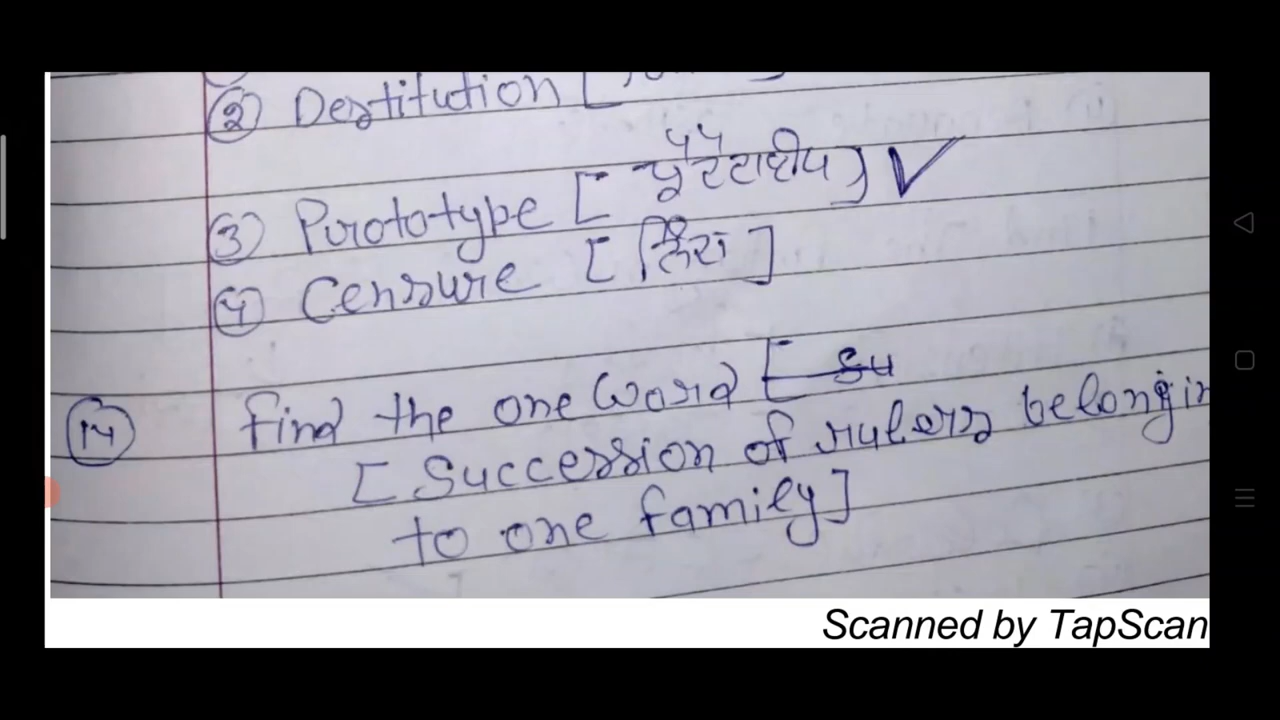 ② Destitution [
③ Prototype [ ] ✓
④ Censure [ ]
14 find the one word [
[ Succession of rulers belongin
to one family]
Scanned by TapScan